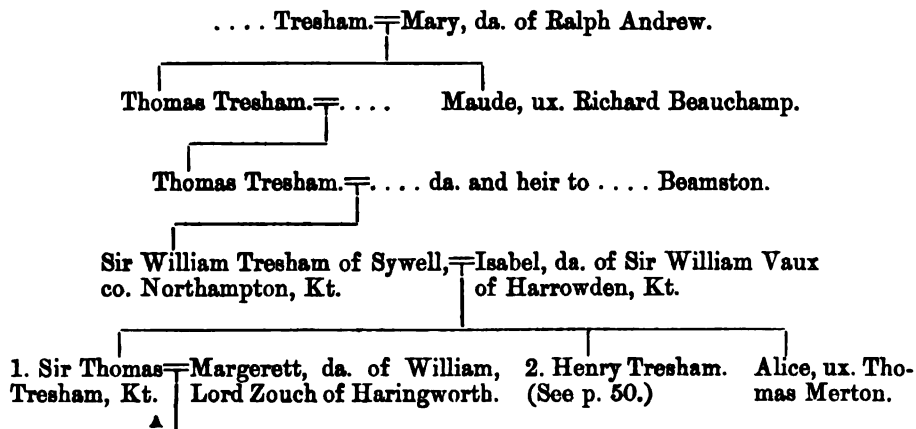 .... Tresham.=Mary, da. of Ralph Andrew.
Thomas Tresham.=.... Maude, ux. Richard Beauchamp.
Thomas Tresham.=.... da. and heir to .... Beamston.
Sir William Tresham of Sywell,=Isabel, da. of Sir William Vaux
co. Northampton, Kt. of Harrowden, Kt.
1. Sir Thomas=Margerett, da. of William, 2. Henry Tresham. Alice, ux. Tho-
Tresham, Kt. Lord Zouch of Haringworth. (See p. 50.) mas Merton.
A